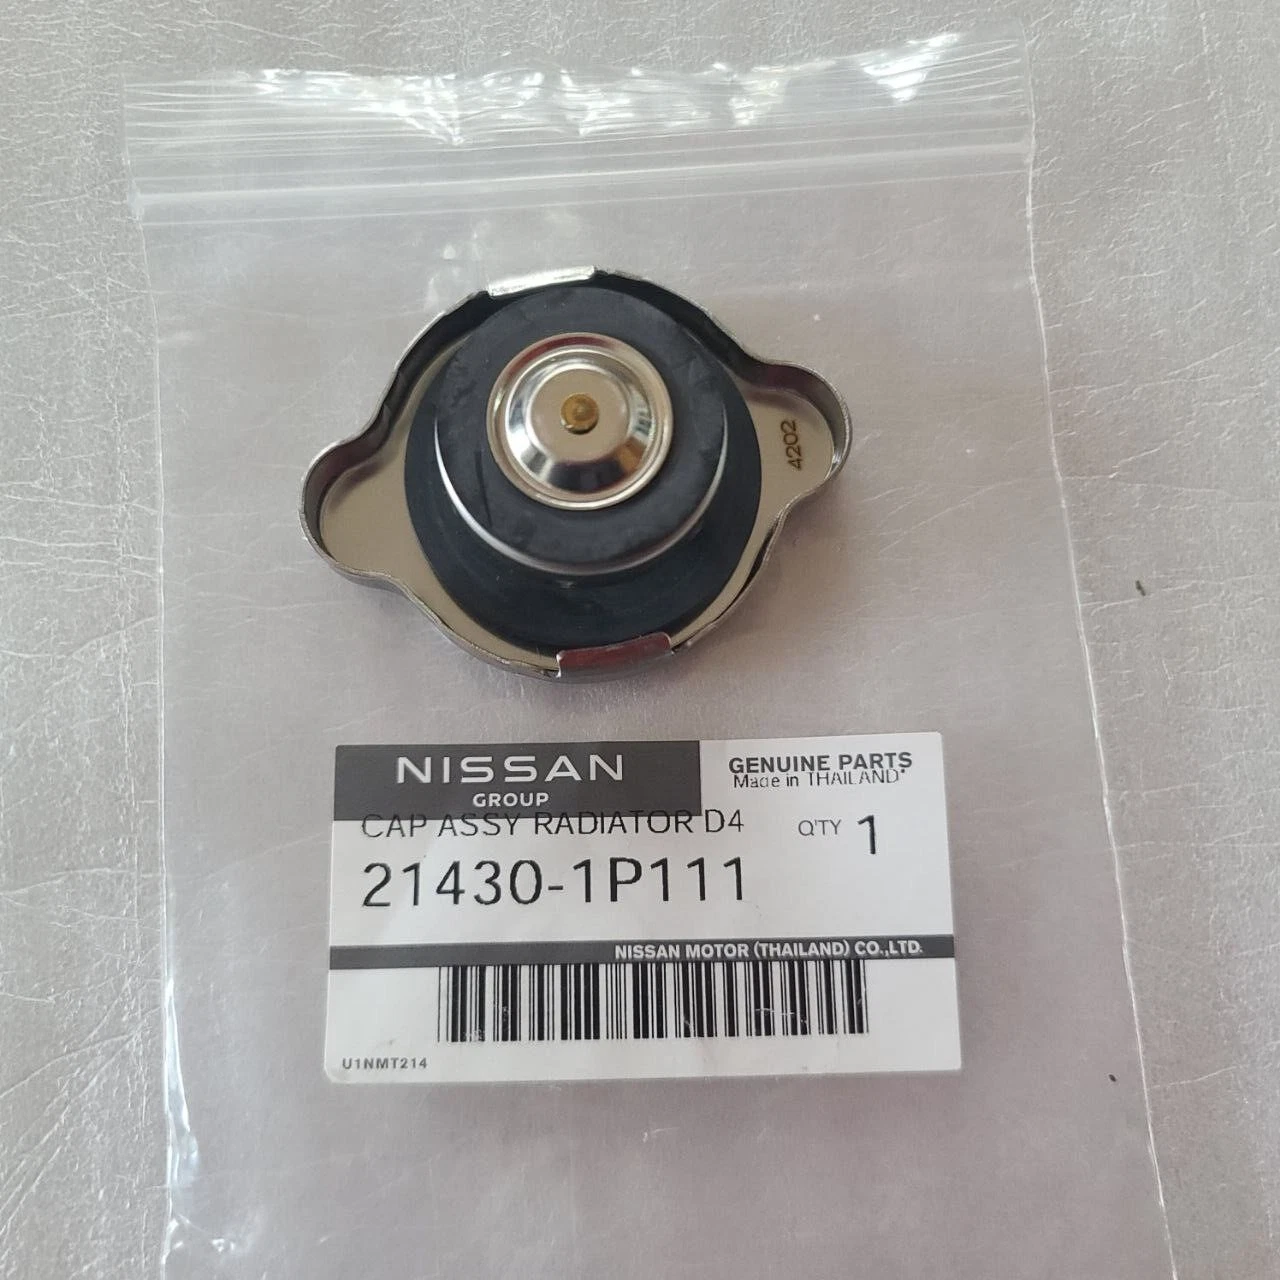 4202
NISSAN
GROUP
GENUINE PARTS
Made in THAILAND
CAP ASSY RADIATOR D4
Q'TY 1
21430-1P111
NISSAN MOTOR (THAILAND) CO.,LTD.
U1NMT214